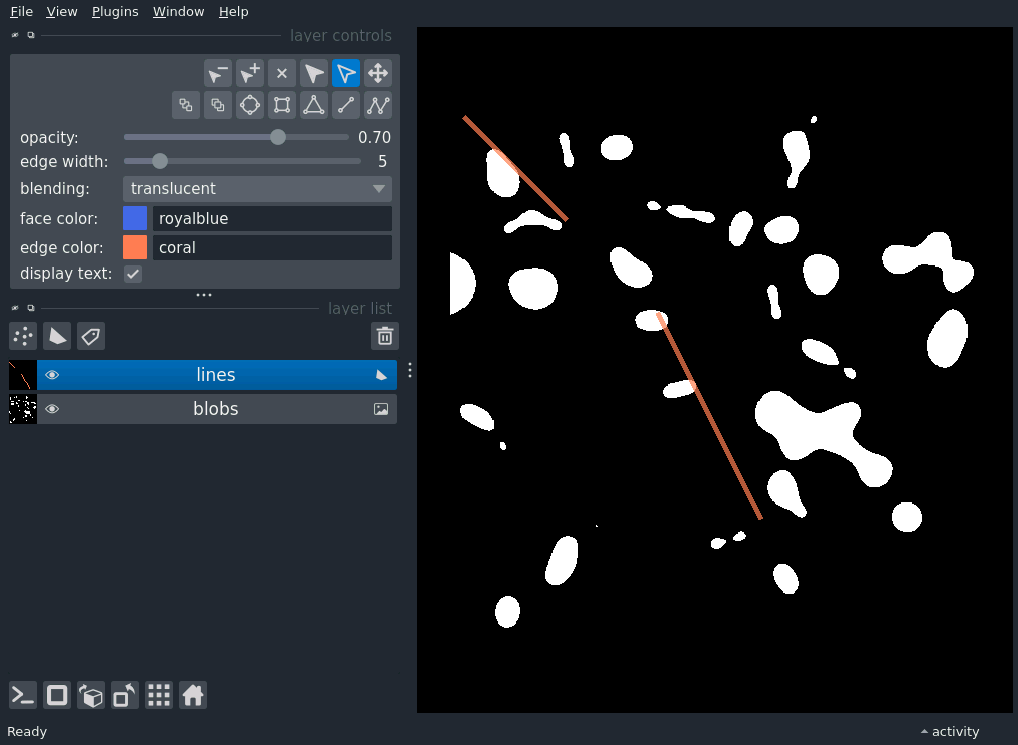 File View Plugins Window Help
layer controls
opacity: 0.70
edge width: 5
blending: translucent
face color: royalblue
edge color: coral
display text:
layer list
lines
blobs
Ready activity